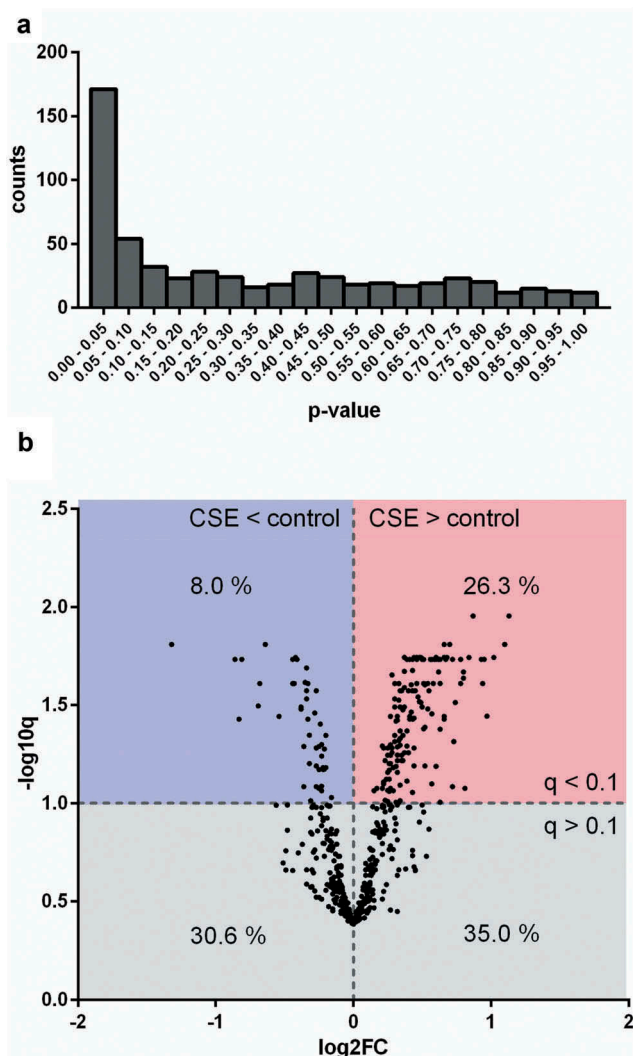 a
200
150
100
50
0
counts
0.00 - 0.05
0.05 - 0.10
0.10 - 0.15
0.15 - 0.20
0.20 - 0.25
0.25 - 0.30
0.30 - 0.35
0.35 - 0.40
0.40 - 0.45
0.45 - 0.50
0.50 - 0.55
0.55 - 0.60
0.60 - 0.65
0.65 - 0.70
0.70 - 0.75
0.75 - 0.80
0.80 - 0.85
0.85 - 0.90
0.90 - 0.95
0.95 - 1.00
p-value
b
2.5
2.0
1.5
1.0
0.5
0.0
-log10q
CSE < control
CSE > control
8.0 %
26.3 %
q < 0.1
q > 0.1
30.6 %
35.0 %
-2
-1
0
1
2
log2FC